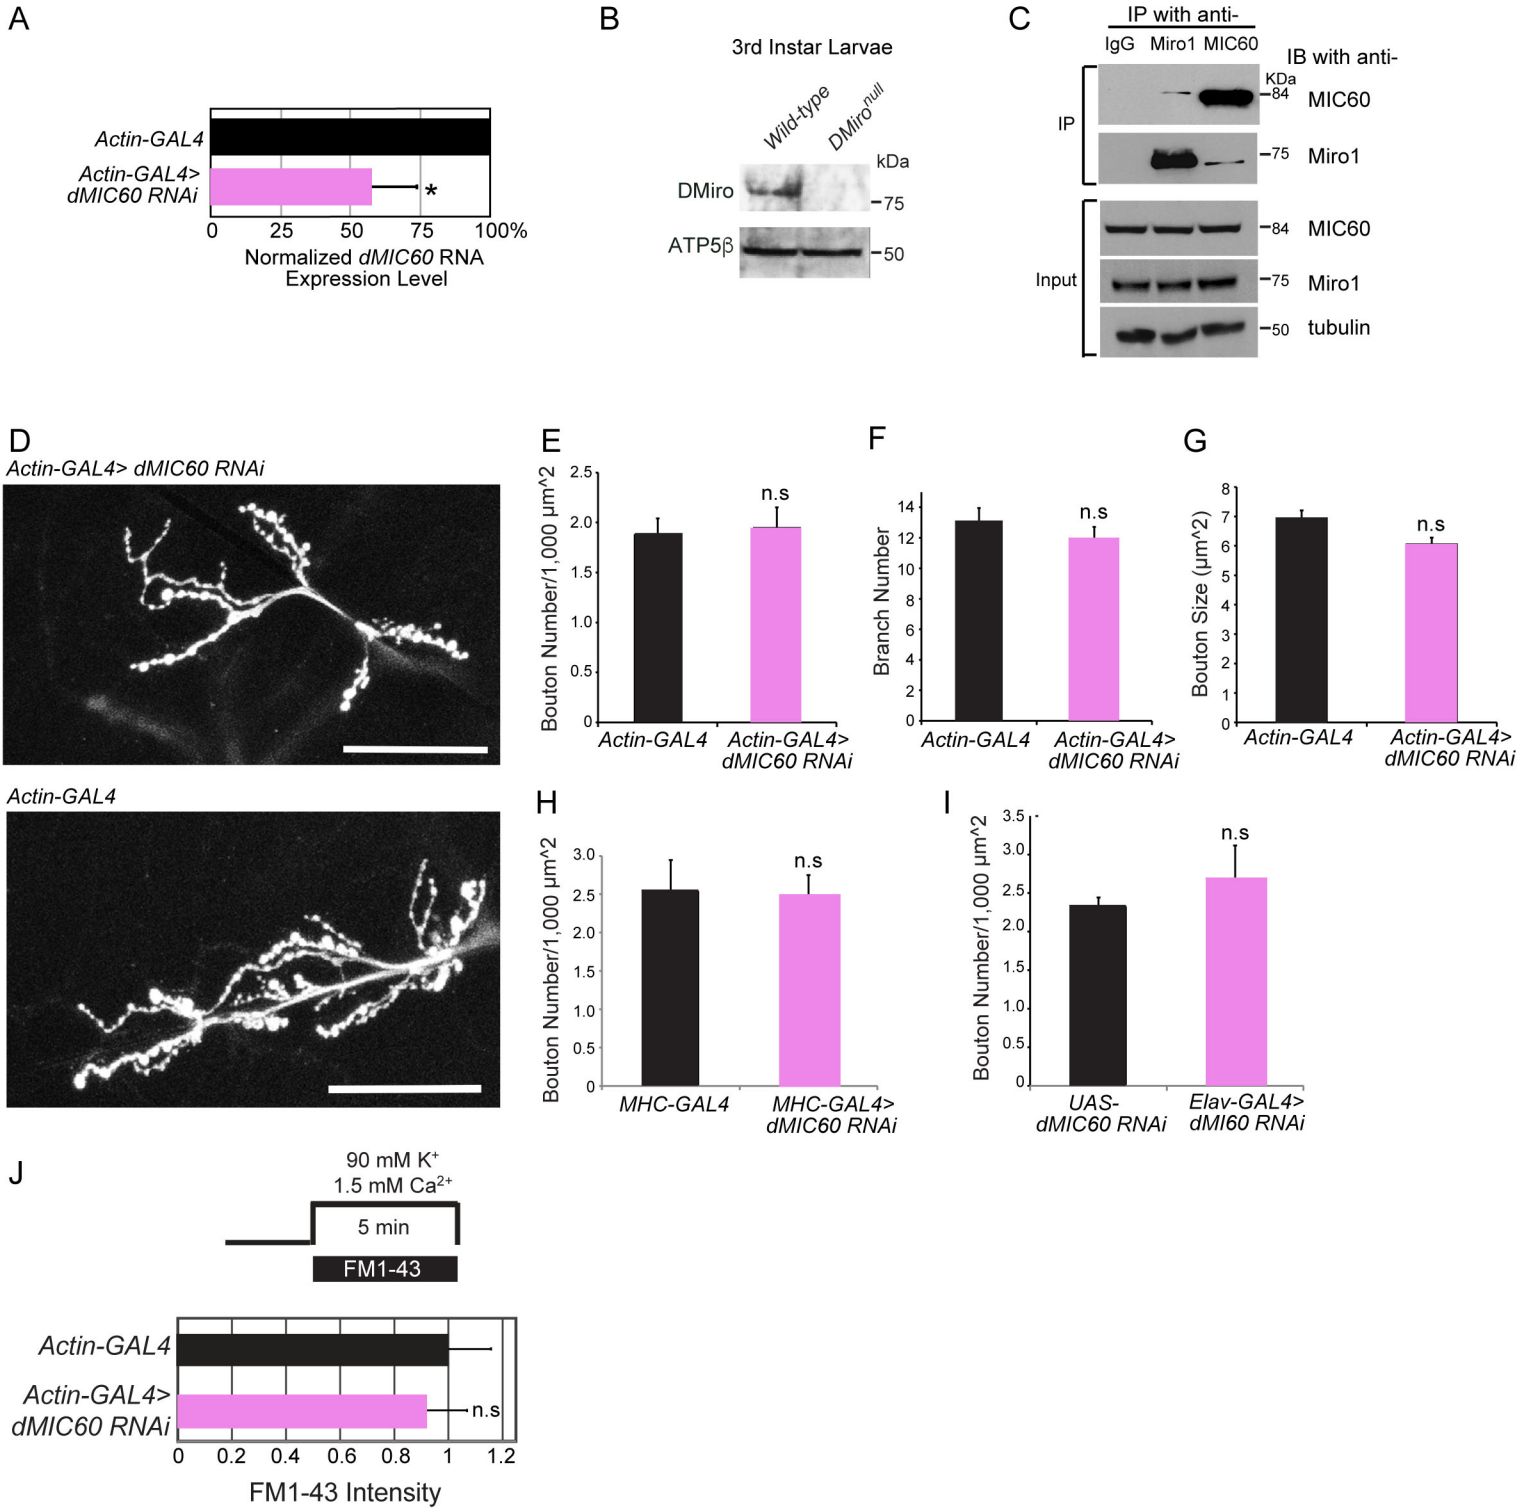 A
Actin-GAL4
Actin-GAL4>
dMIC60 RNAi
*
0 25 50 75 100%
Normalized dMIC60 RNA
Expression Level
B
3rd Instar Larvae
Wild-type
DMiro^null
kDa
DMiro
75
ATP5β
50
C
IP with anti-
IgG Miro1 MIC60
IB with anti-
KDa
IP
84
MIC60
75
Miro1
Input
84
MIC60
75
Miro1
50
tubulin
D
Actin-GAL4> dMIC60 RNAi
Actin-GAL4
E
Bouton Number/1,000 µm^2
2.5
2.0
1.5
1.0
0.5
0
n.s
Actin-GAL4
Actin-GAL4>
dMIC60 RNAi
F
Branch Number
14
12
10
8
6
4
2
0
n.s
Actin-GAL4
Actin-GAL4>
dMIC60 RNAi
G
Bouton Size (µm^2)
8
7
6
5
4
3
2
1
0
n.s
Actin-GAL4
Actin-GAL4>
dMIC60 RNAi
H
Bouton Number/1,000 µm^2
3.0
2.5
2.0
1.5
1.0
0.5
0
n.s
MHC-GAL4
MHC-GAL4>
dMIC60 RNAi
I
Bouton Number/1,000 µm^2
3.5
3.0
2.5
2.0
1.5
1.0
0.5
0
n.s
UAS-
dMIC60 RNAi
Elav-GAL4>
dMI60 RNAi
J
90 mM K⁺
1.5 mM Ca²⁺
5 min
FM1-43
Actin-GAL4
Actin-GAL4>
dMIC60 RNAi
n.s
0 0.2 0.4 0.6 0.8 1 1.2
FM1-43 Intensity